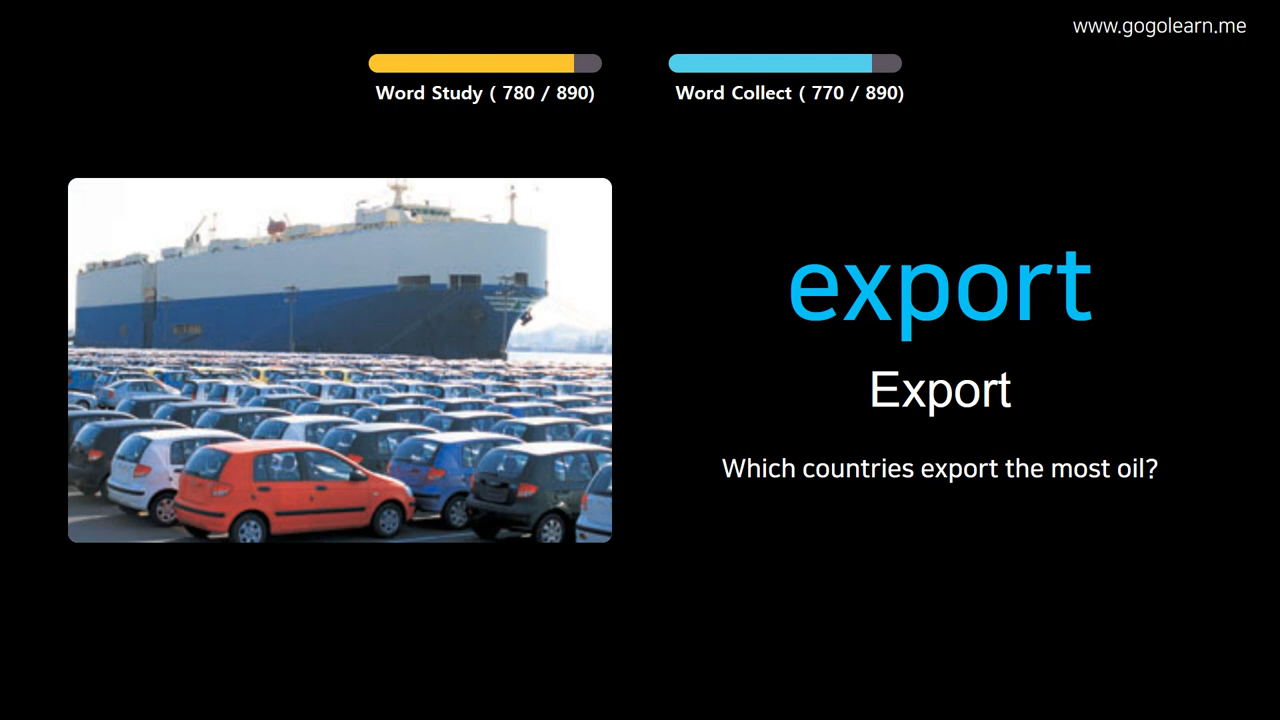 www.gogolearn.me
Word Study ( 780 / 890)
Word Collect ( 770 / 890)
export
Export
Which countries export the most oil?